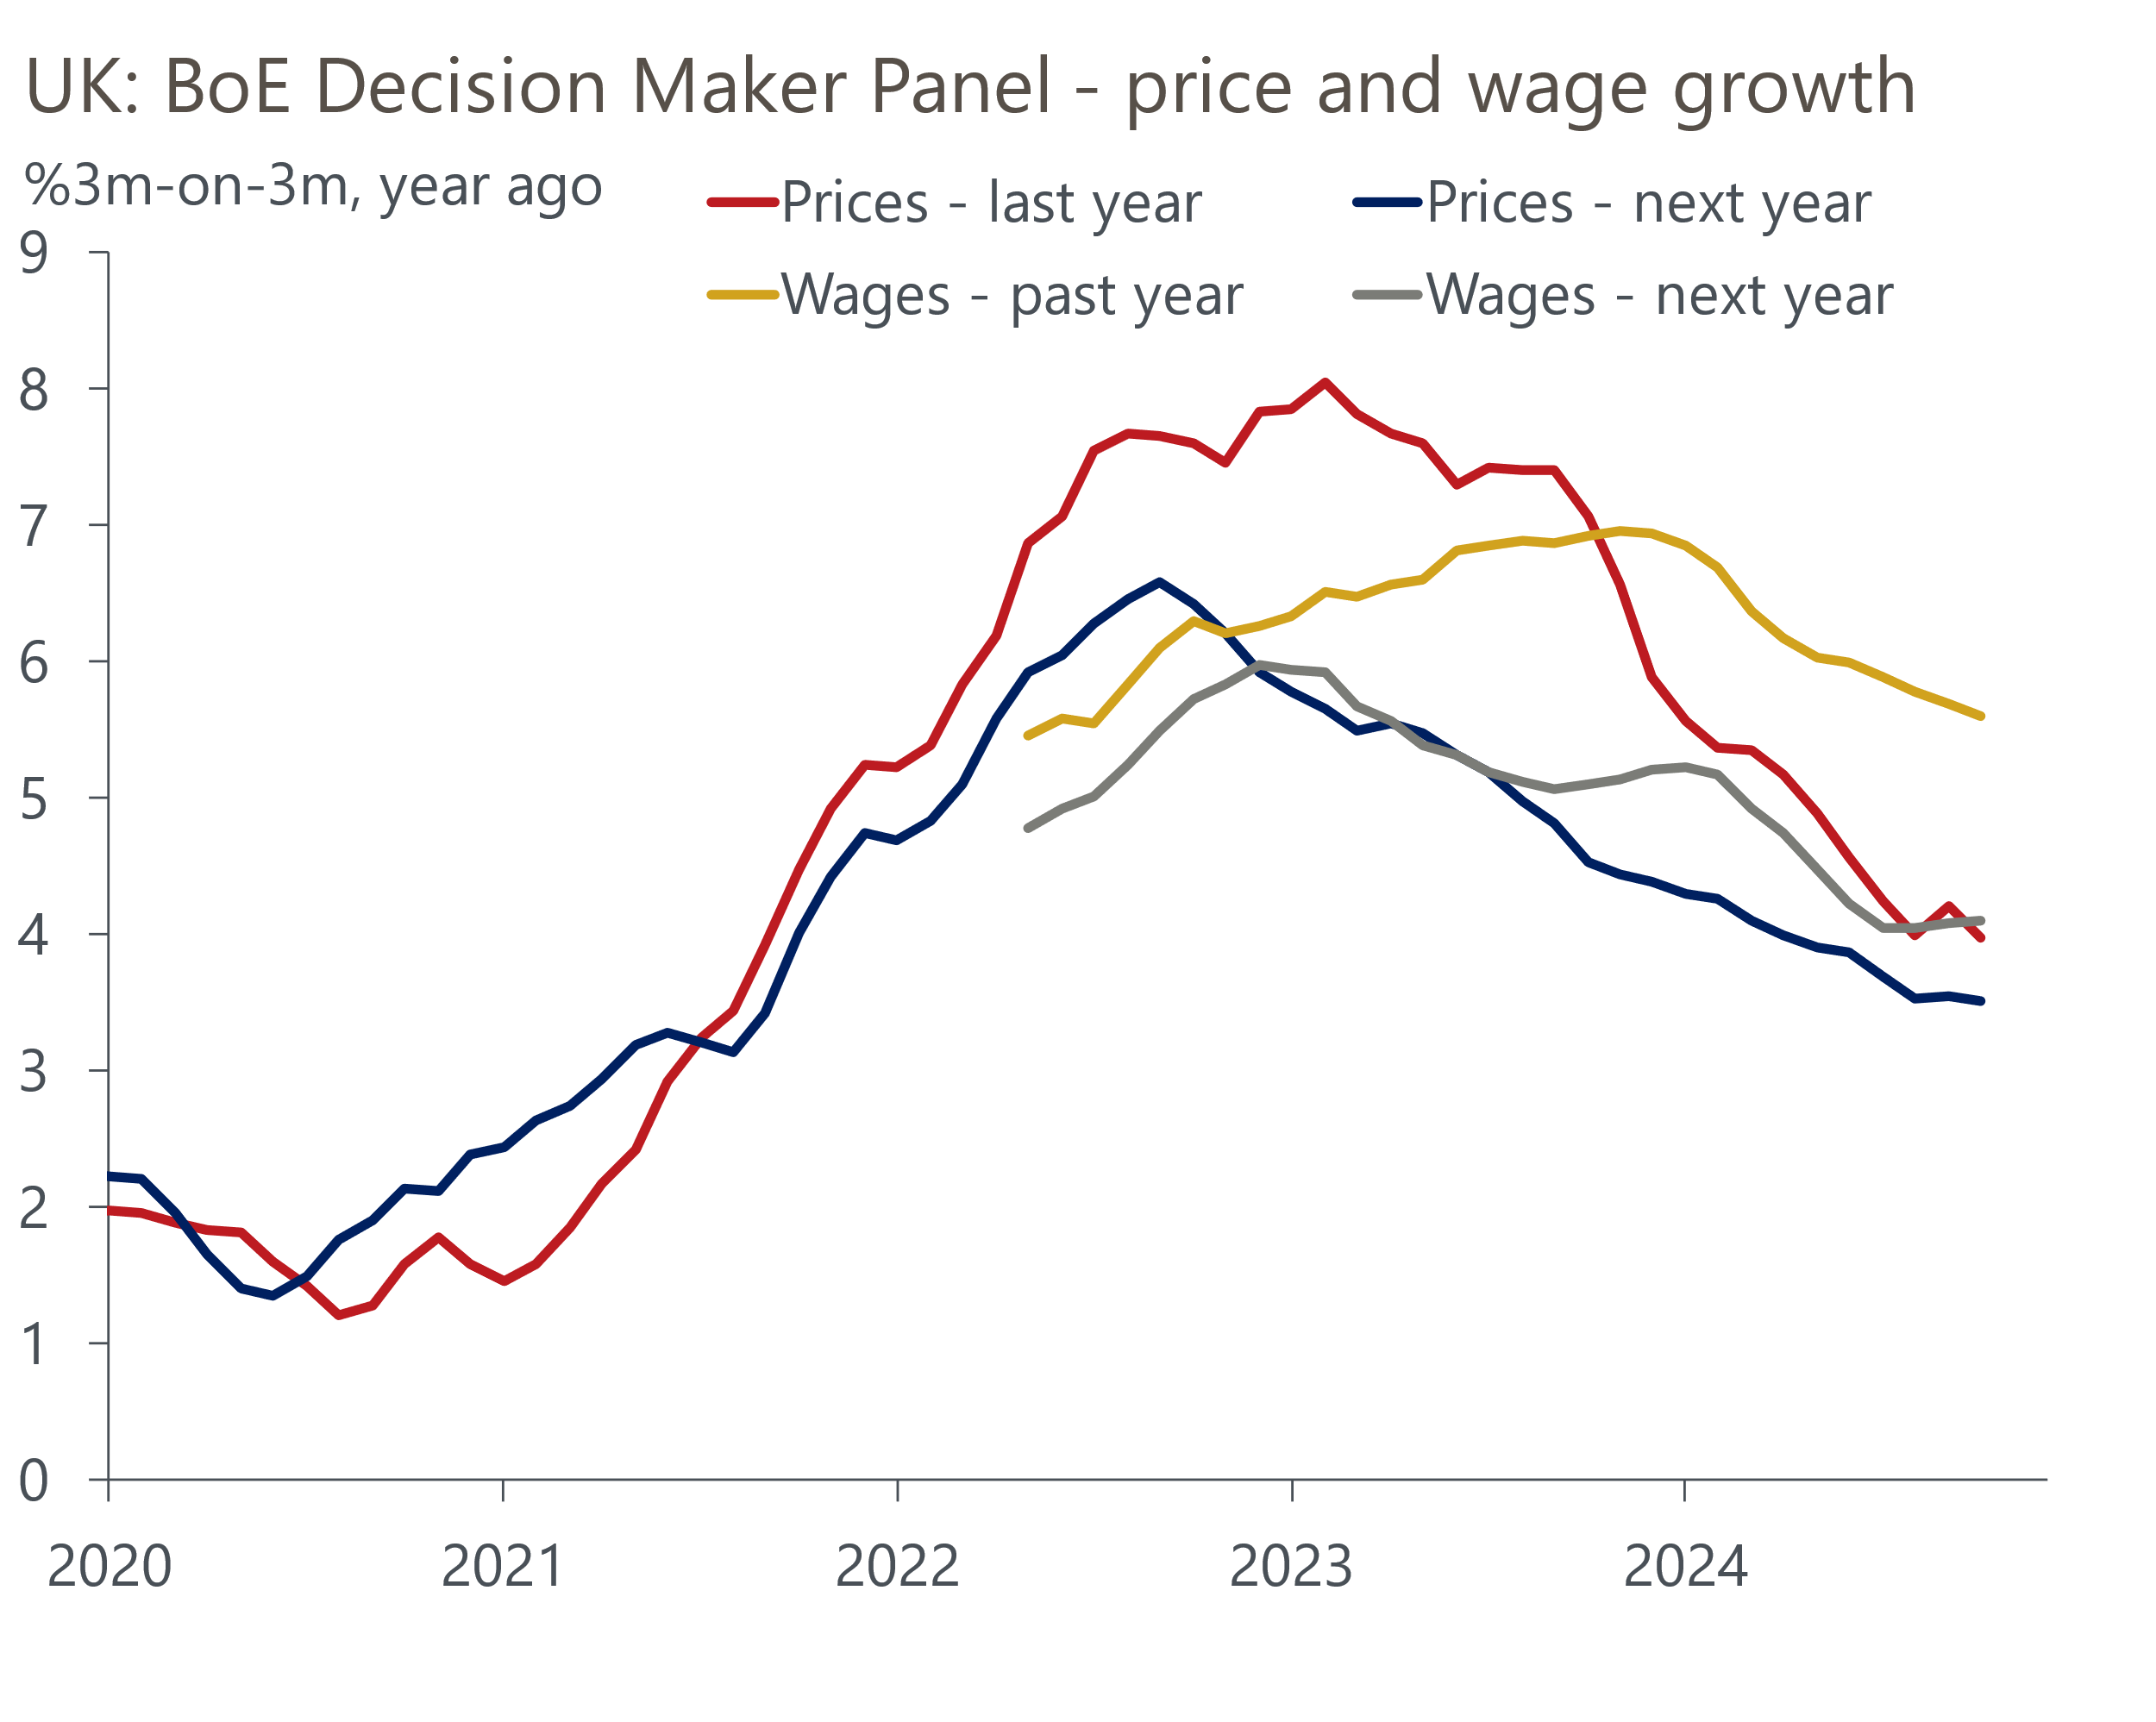 UK: BoE Decision Maker Panel - price and wage growth
%3m-on-3m, year ago
Prices - last year
Prices - next year
Wages - past year
Wages - next year
9
8
7
6
5
4
3
2
1
0
2020 2021 2022 2023 2024